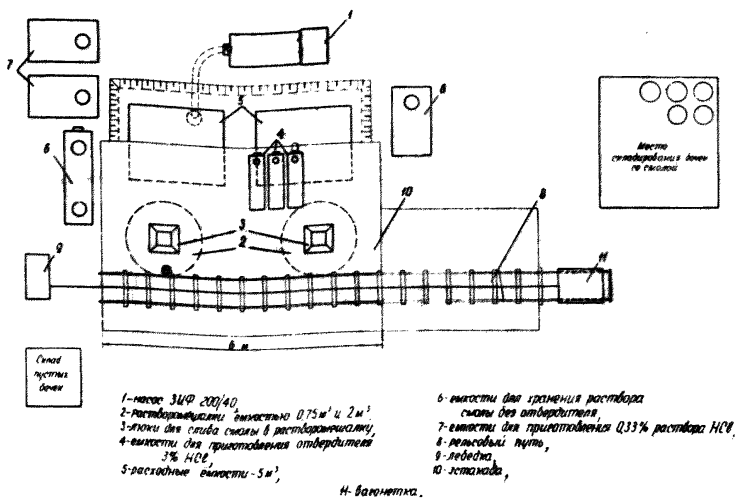 1
7
5
4
8
6
Место
складирования бочек
со смолой
10
8
3
2
9
11
6 м
Склад
пустых
бочек
1-насос ЗИФ 200/40
2-растворомешалки емкостью 0,75 м³ и 2 м³,
3-люки для слива смолы в растворомешалку,
4-емкости для приготовления отвердителя
3% HCl,
5-расходные емкости-5 м³,
6-емкости для хранения раствора
смолы без отвердителя,
7-емкости для приготовления 0,33% раствора HCl,
8-рельсовый путь,
9-лебедка,
10-эстакада,
11-вагонетка.